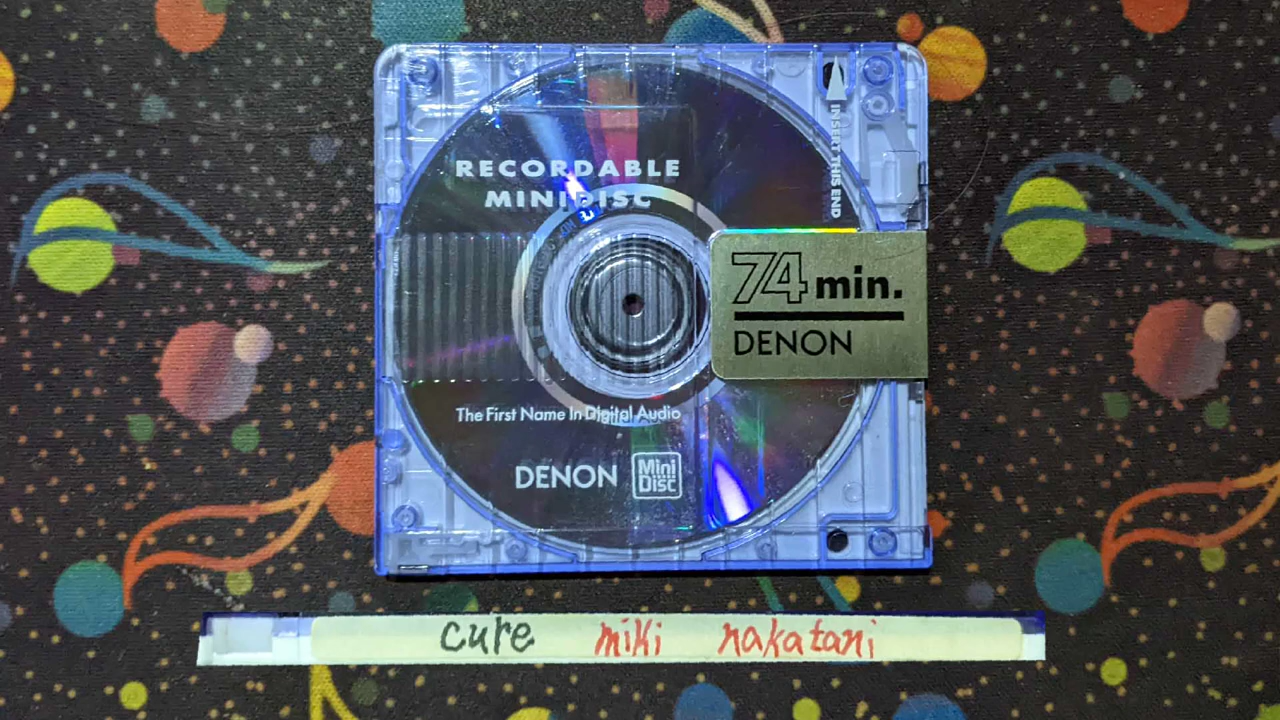 RECORDABLE
MINIDISC
INSERT THIS END
74 min.
DENON
The First Name In Digital Audio
DENON
Mini
Disc
cure miki nakatani